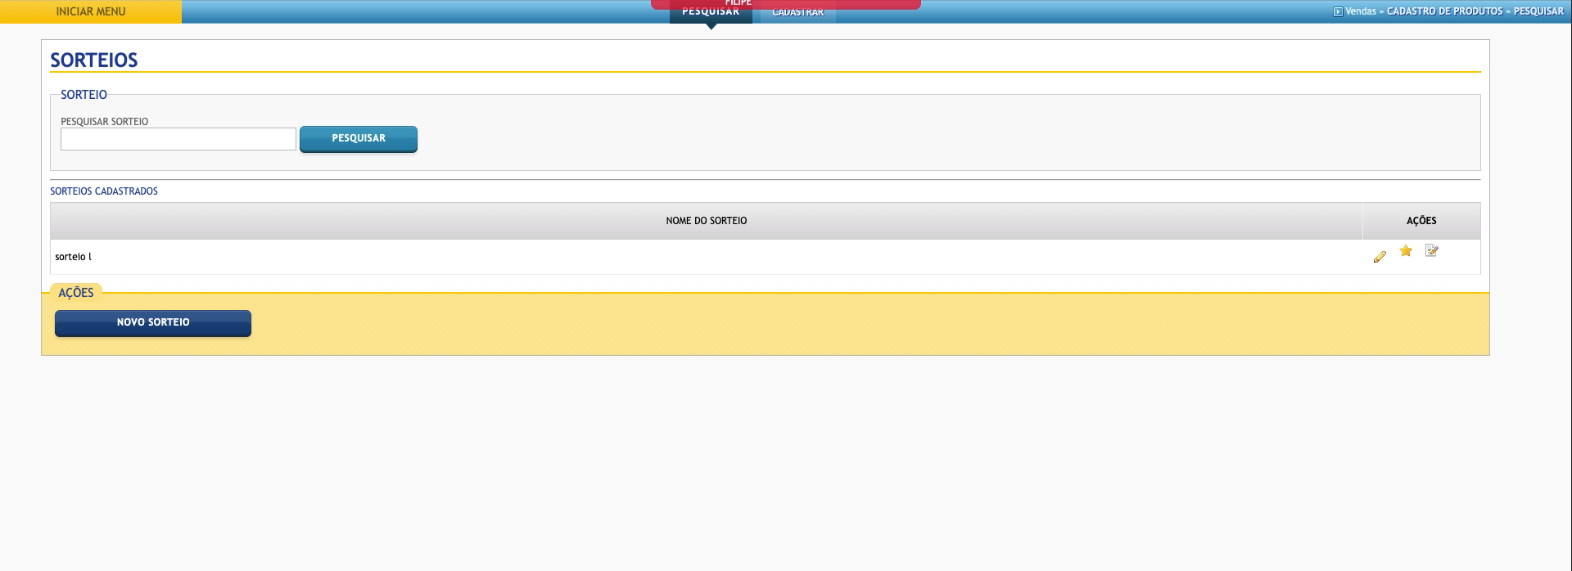 FILIPE
INICIAR MENU
PESQUISAR
CADASTRAR
Vendas » CADASTRO DE PRODUTOS » PESQUISAR
SORTEIOS
SORTEIO
PESQUISAR SORTEIO
PESQUISAR
SORTEIOS CADASTRADOS
NOME DO SORTEIO AÇÕES
sorteio l
AÇÕES
NOVO SORTEIO